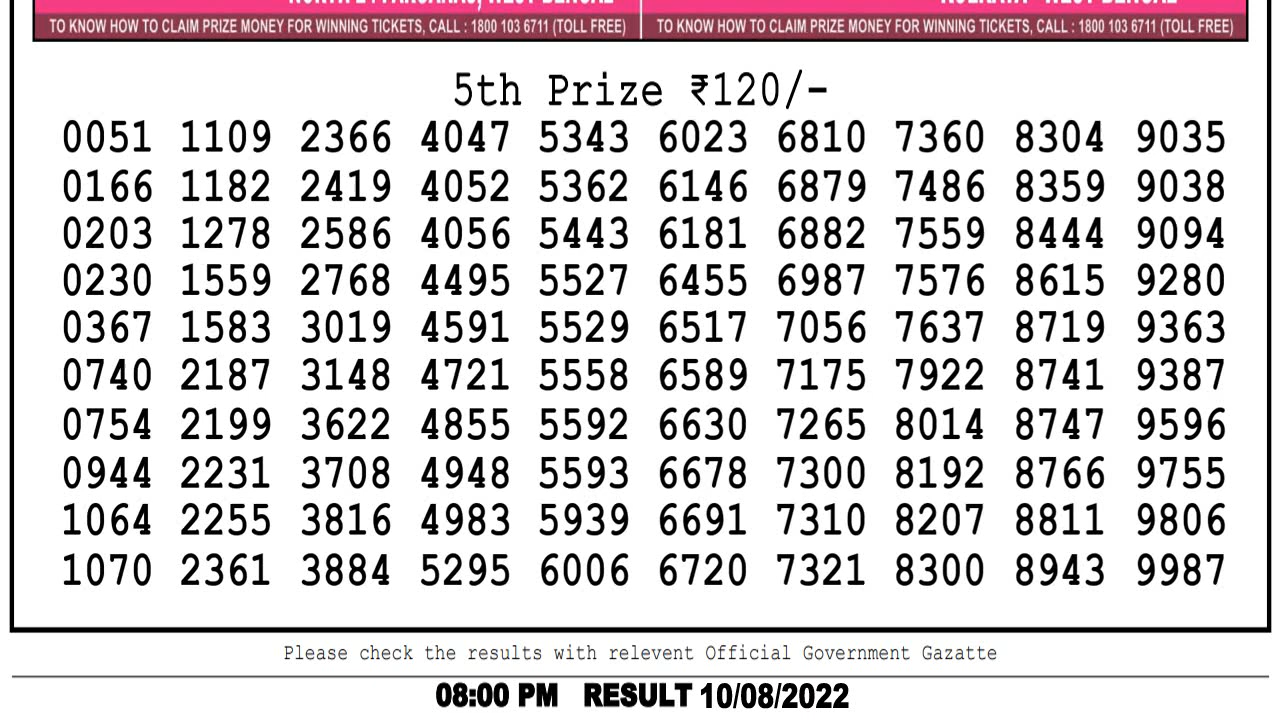 TO KNOW HOW TO CLAIM PRIZE MONEY FOR WINNING TICKETS, CALL : 1800 103 6711 (TOLL FREE)
TO KNOW HOW TO CLAIM PRIZE MONEY FOR WINNING TICKETS, CALL : 1800 103 6711 (TOLL FREE)
5th Prize ₹120/-
0051 1109 2366 4047 5343 6023 6810 7360 8304 9035
0166 1182 2419 4052 5362 6146 6879 7486 8359 9038
0203 1278 2586 4056 5443 6181 6882 7559 8444 9094
0230 1559 2768 4495 5527 6455 6987 7576 8615 9280
0367 1583 3019 4591 5529 6517 7056 7637 8719 9363
0740 2187 3148 4721 5558 6589 7175 7922 8741 9387
0754 2199 3622 4855 5592 6630 7265 8014 8747 9596
0944 2231 3708 4948 5593 6678 7300 8192 8766 9755
1064 2255 3816 4983 5939 6691 7310 8207 8811 9806
1070 2361 3884 5295 6006 6720 7321 8300 8943 9987
Please check the results with relevent Official Government Gazatte
08:00 PM RESULT 10/08/2022